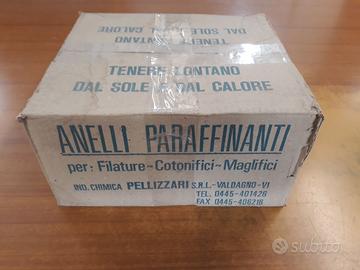 TENERE LONTANO
DAL SOLE E DAL CALORE
TENERE LONTANO
DAL SOLE E DAL CALORE
ANELLI PARAFFINANTI
per: Filature-Cotonifici-Maglifici
IND. CHIMICA PELLIZZARI S.R.L.-VALDAGNO-VI
TEL. 0445-401426
FAX 0445-406218
subito